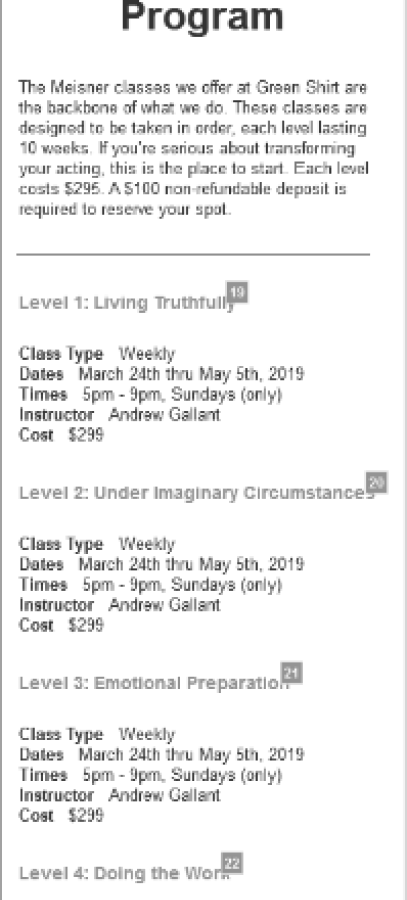 Program
The Meisner classes we offer at Green Shirt are
the backbone of what we do. These classes are
designed to be taken in order, each level lasting
10 weeks. If you're serious about transforming
your acting, this is the place to start. Each level
costs $295. A $100 non-refundable deposit is
required to reserve your spot.
Level 1: Living Truthfully 19
Class Type Weekly
Dates March 24th thru May 5th, 2019
Times 5pm - 9pm, Sundays (only)
Instructor Andrew Gallant
Cost $299
Level 2: Under Imaginary Circumstances 20
Class Type Weekly
Dates March 24th thru May 5th, 2019
Times 5pm - 9pm, Sundays (only)
Instructor Andrew Gallant
Cost $299
Level 3: Emotional Preparation 21
Class Type Weekly
Dates March 24th thru May 5th, 2019
Times 5pm - 9pm, Sundays (only)
Instructor Andrew Gallant
Cost $299
Level 4: Doing the Work 22